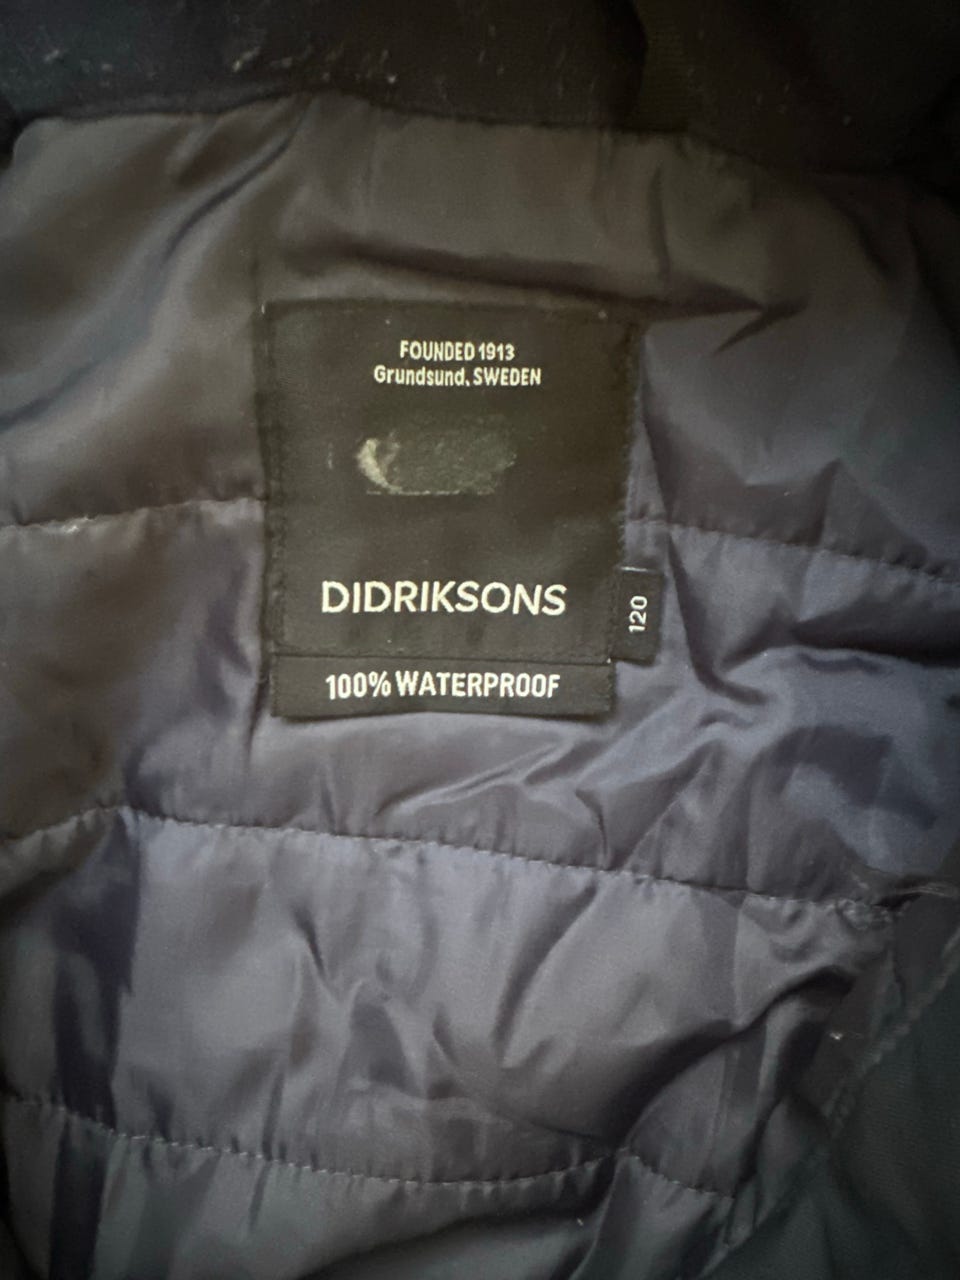 FOUNDED 1913
Grundsund, SWEDEN
DIDRIKSONS
120
100% WATERPROOF